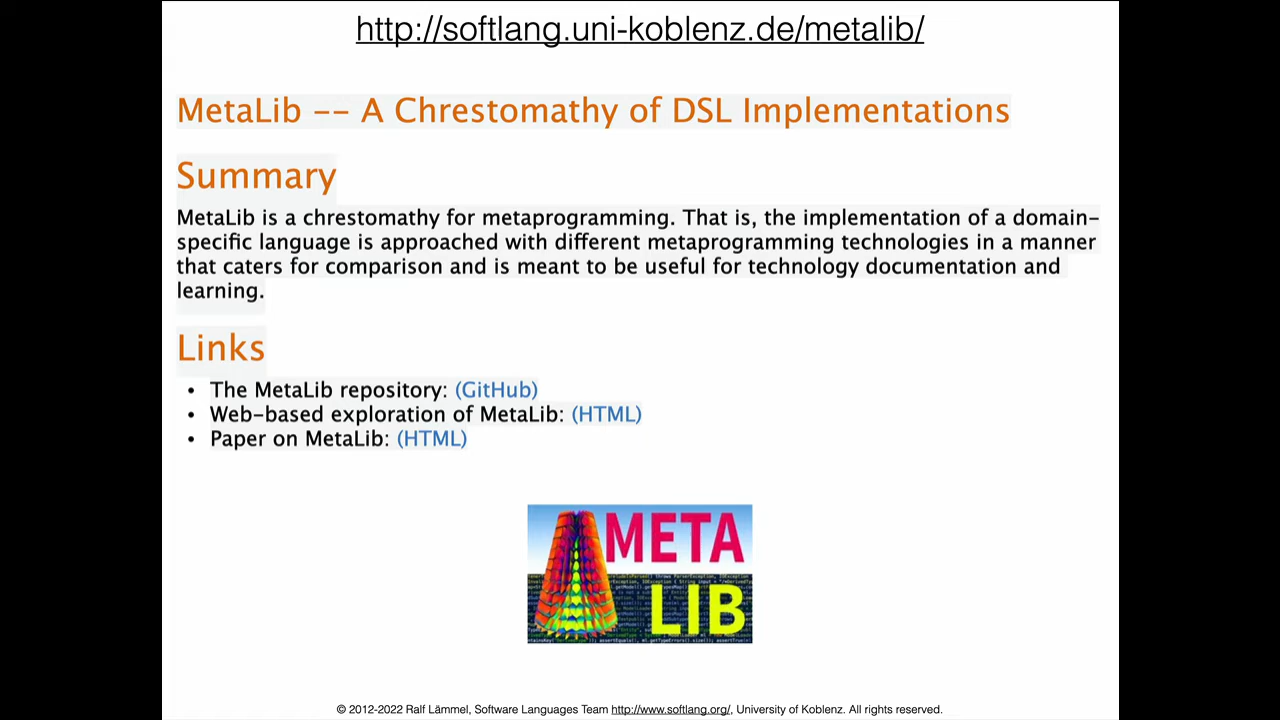 http://softlang.uni-koblenz.de/metalib/
MetaLib -- A Chrestomathy of DSL Implementations
Summary
MetaLib is a chrestomathy for metaprogramming. That is, the implementation of a domain-
specific language is approached with different metaprogramming technologies in a manner
that caters for comparison and is meant to be useful for technology documentation and
learning.
Links
• The MetaLib repository: (GitHub)
• Web-based exploration of MetaLib: (HTML)
• Paper on MetaLib: (HTML)
META
LIB
© 2012-2022 Ralf Lämmel, Software Languages Team http://www.softlang.org/, University of Koblenz. All rights reserved.